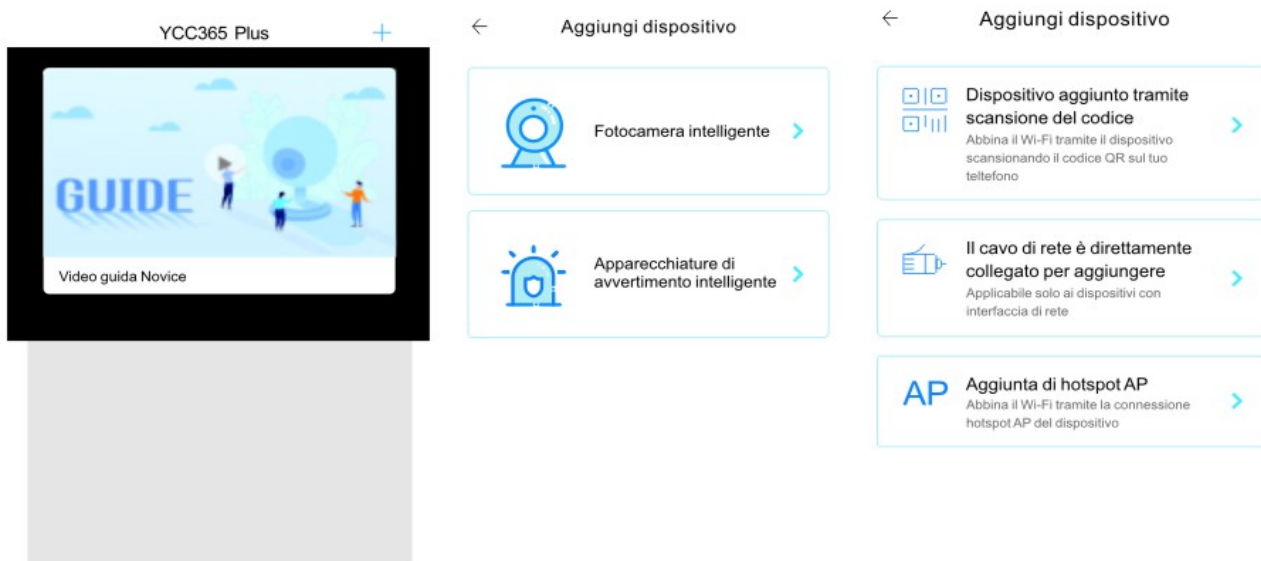 YCC365 Plus
+
GUIDE
Video guida Novice
Aggiungi dispositivo
Fotocamera intelligente
Apparecchiature di
avvertimento intelligente
Aggiungi dispositivo
Dispositivo aggiunto tramite
scansione del codice
Abbina il Wi-Fi tramite il dispositivo
scansionando il codice QR sul tuo
teltefono
Il cavo di rete è direttamente
collegato per aggiungere
Applicabile solo ai dispositivi con
interfaccia di rete
AP
Aggiunta di hotspot AP
Abbina il Wi-Fi tramite la connessione
hotspot AP del dispositivo